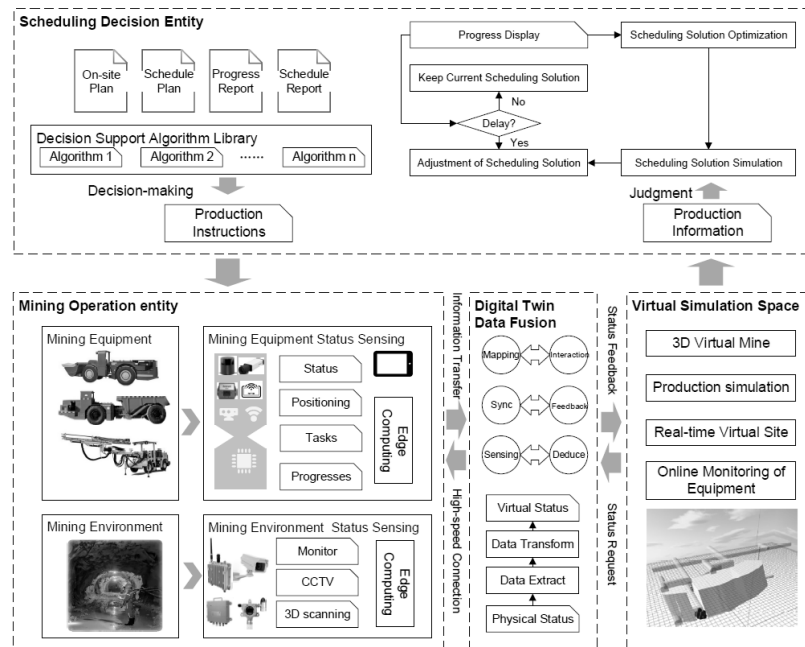 Scheduling Decision Entity
On-site
Plan
Schedule
Plan
Progress
Report
Schedule
Report
Decision Support Algorithm Library
Algorithm 1
Algorithm 2
......
Algorithm n
Decision-making
Production
Instructions
Progress Display
Scheduling Solution Optimization
Keep Current Scheduling Solution
No
Delay?
Yes
Adjustment of Scheduling Solution
Scheduling Solution Simulation
Judgment
Production
Information
Mining Operation entity
Mining Equipment
Mining Equipment Status Sensing
Status
Positioning
Tasks
Progresses
Edge
Computing
Mining Environment
Mining Environment Status Sensing
Monitor
CCTV
3D scanning
Edge
Computing
Information Transfer
High-speed Connection
Digital Twin
Data Fusion
Mapping
Interaction
Sync
Feedback
Sensing
Deduce
Virtual Status
Data Transform
Data Extract
Physical Status
Status Feedback
Status Request
Virtual Simulation Space
3D Virtual Mine
Production simulation
Real-time Virtual Site
Online Monitoring of
Equipment